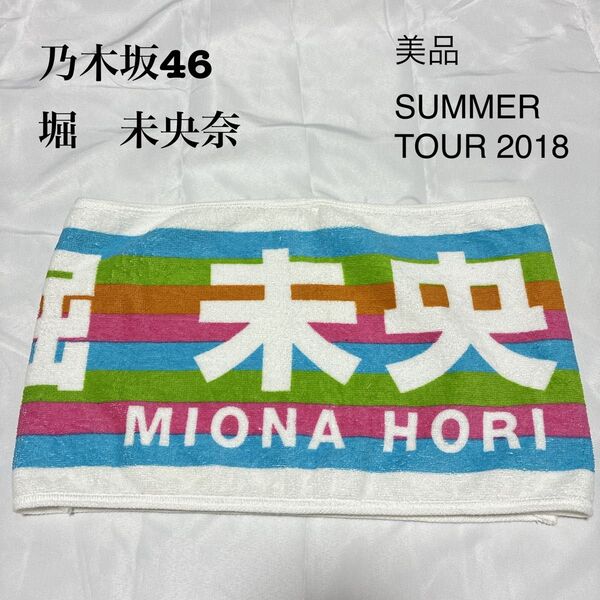 乃木坂46
堀　未央奈
美品
SUMMER
TOUR 2018
堀 未央
MIONA HORI